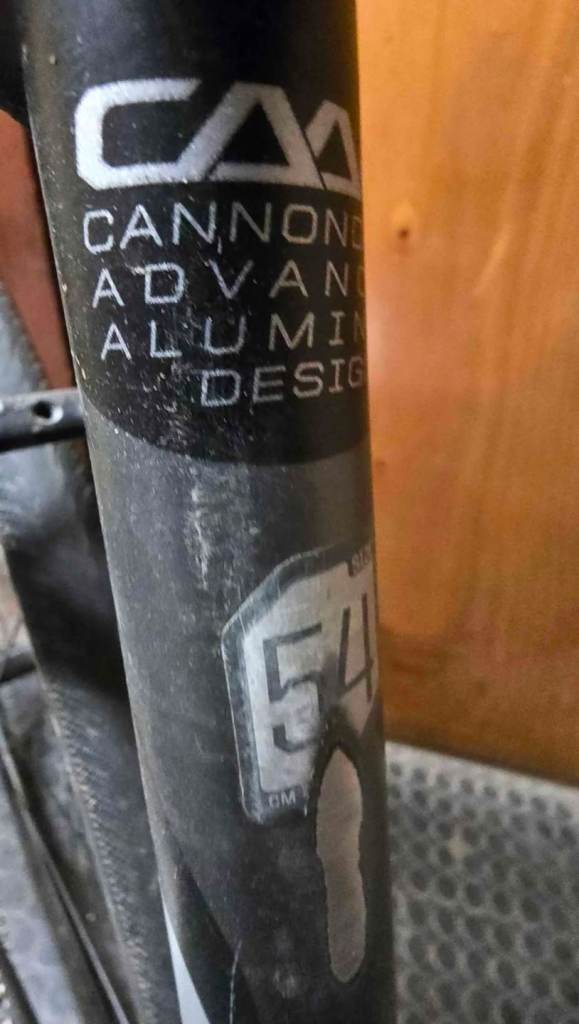 CAA
CANNOND
ADVANC
ALUMIN
DESIG
54
CM